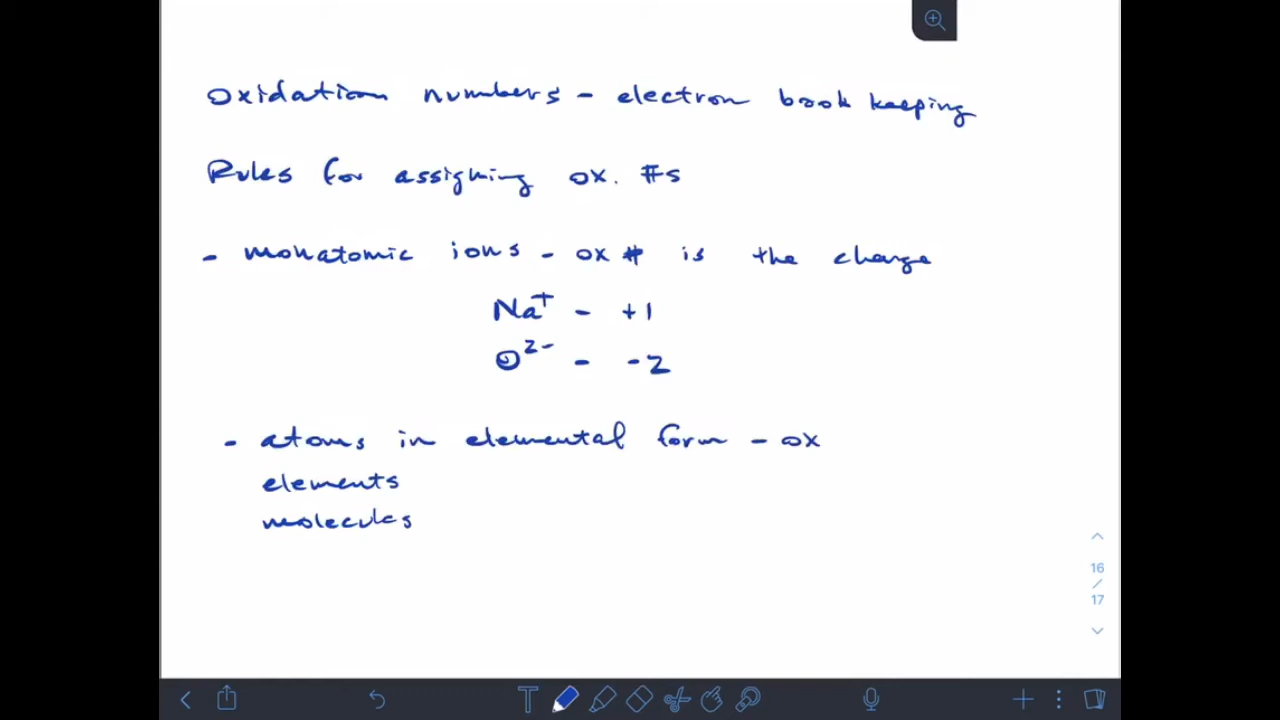 Oxidation numbers - electron book keeping
Rules for assigning ox. #s
- monatomic ions - ox # is the charge
Na⁺ - +1
O²⁻ - -2
- atoms in elemental form - ox
elements
molecules
16
/
17